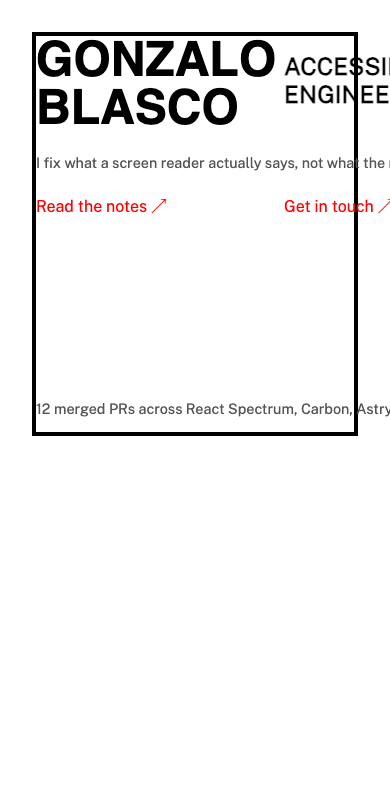 GONZALO
BLASCO
ACCESSI
ENGINEE
I fix what a screen reader actually says, not what the
Read the notes ↗
Get in touch ↗
12 merged PRs across React Spectrum, Carbon, Astry